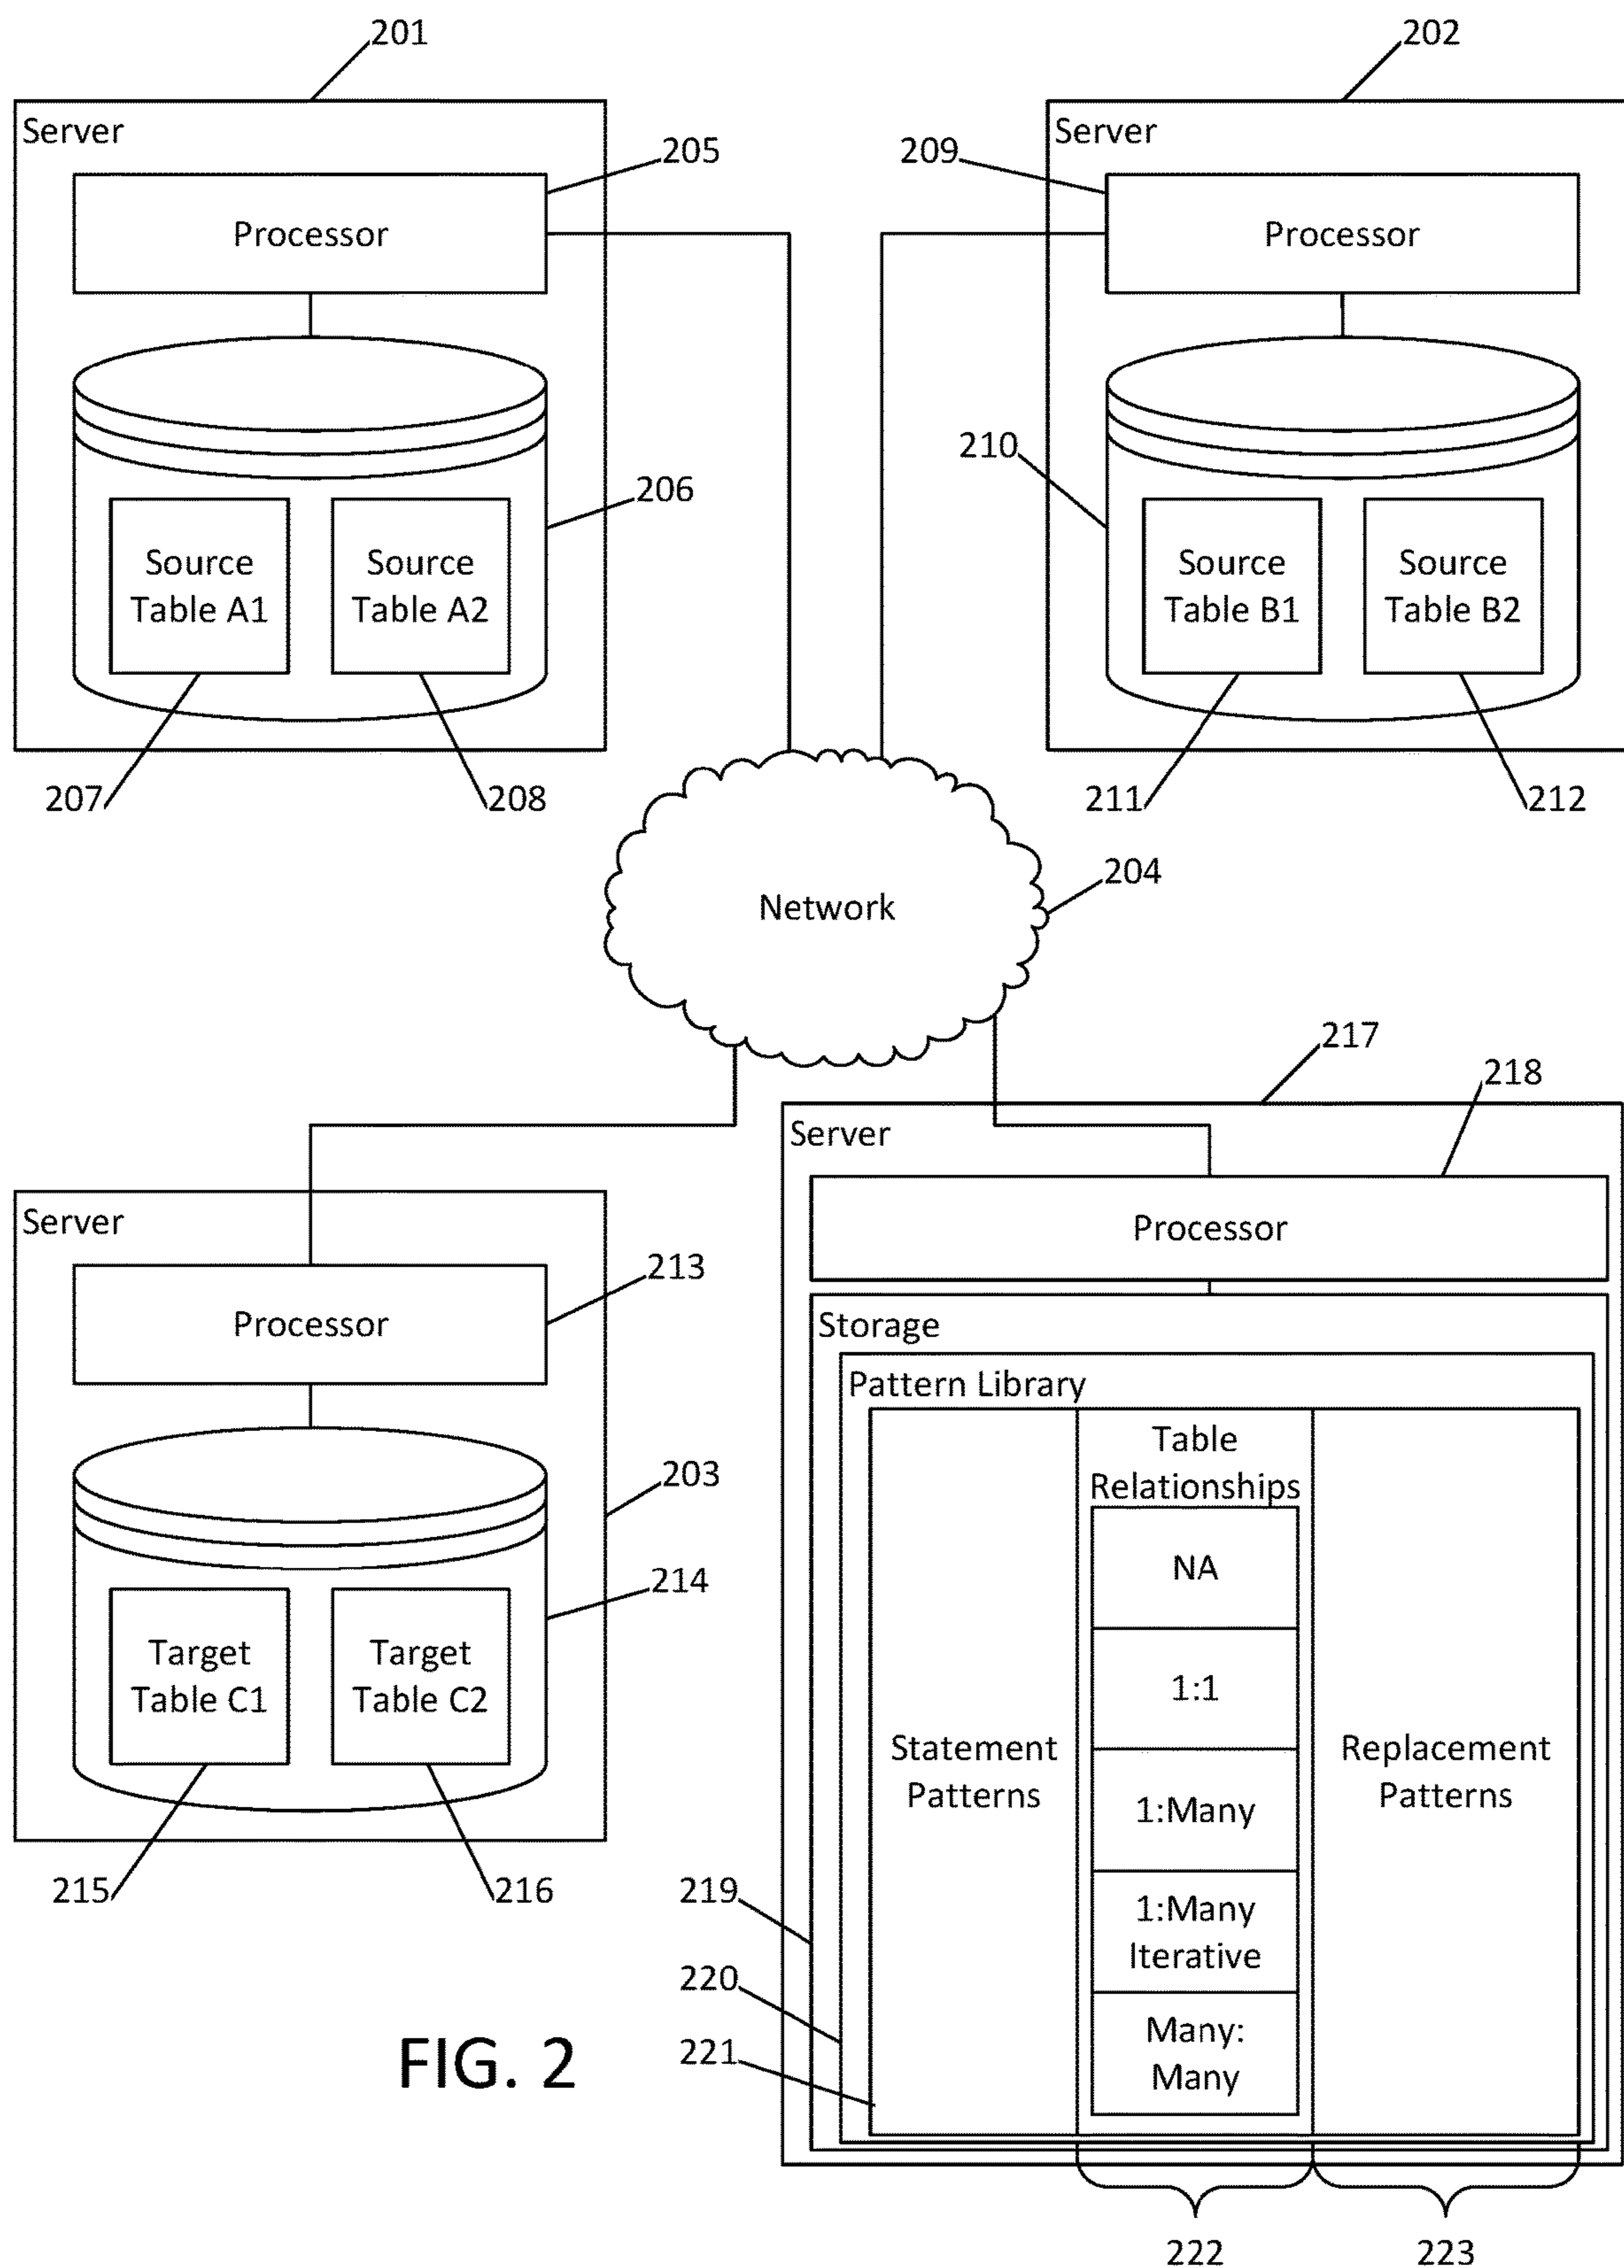 201
202
Server
205
Processor
206
Source
Table A1
Source
Table A2
207
208
Server
209
Processor
210
Source
Table B1
Source
Table B2
211
212
Network
204
217
218
Server
Processor
213
203
214
Target
Table C1
Target
Table C2
215
216
Server
Processor
Storage
Pattern Library
Statement
Patterns
Table
Relationships
NA
1:1
1:Many
1:Many
Iterative
Many:
Many
Replacement
Patterns
219
220
221
222
223
FIG. 2